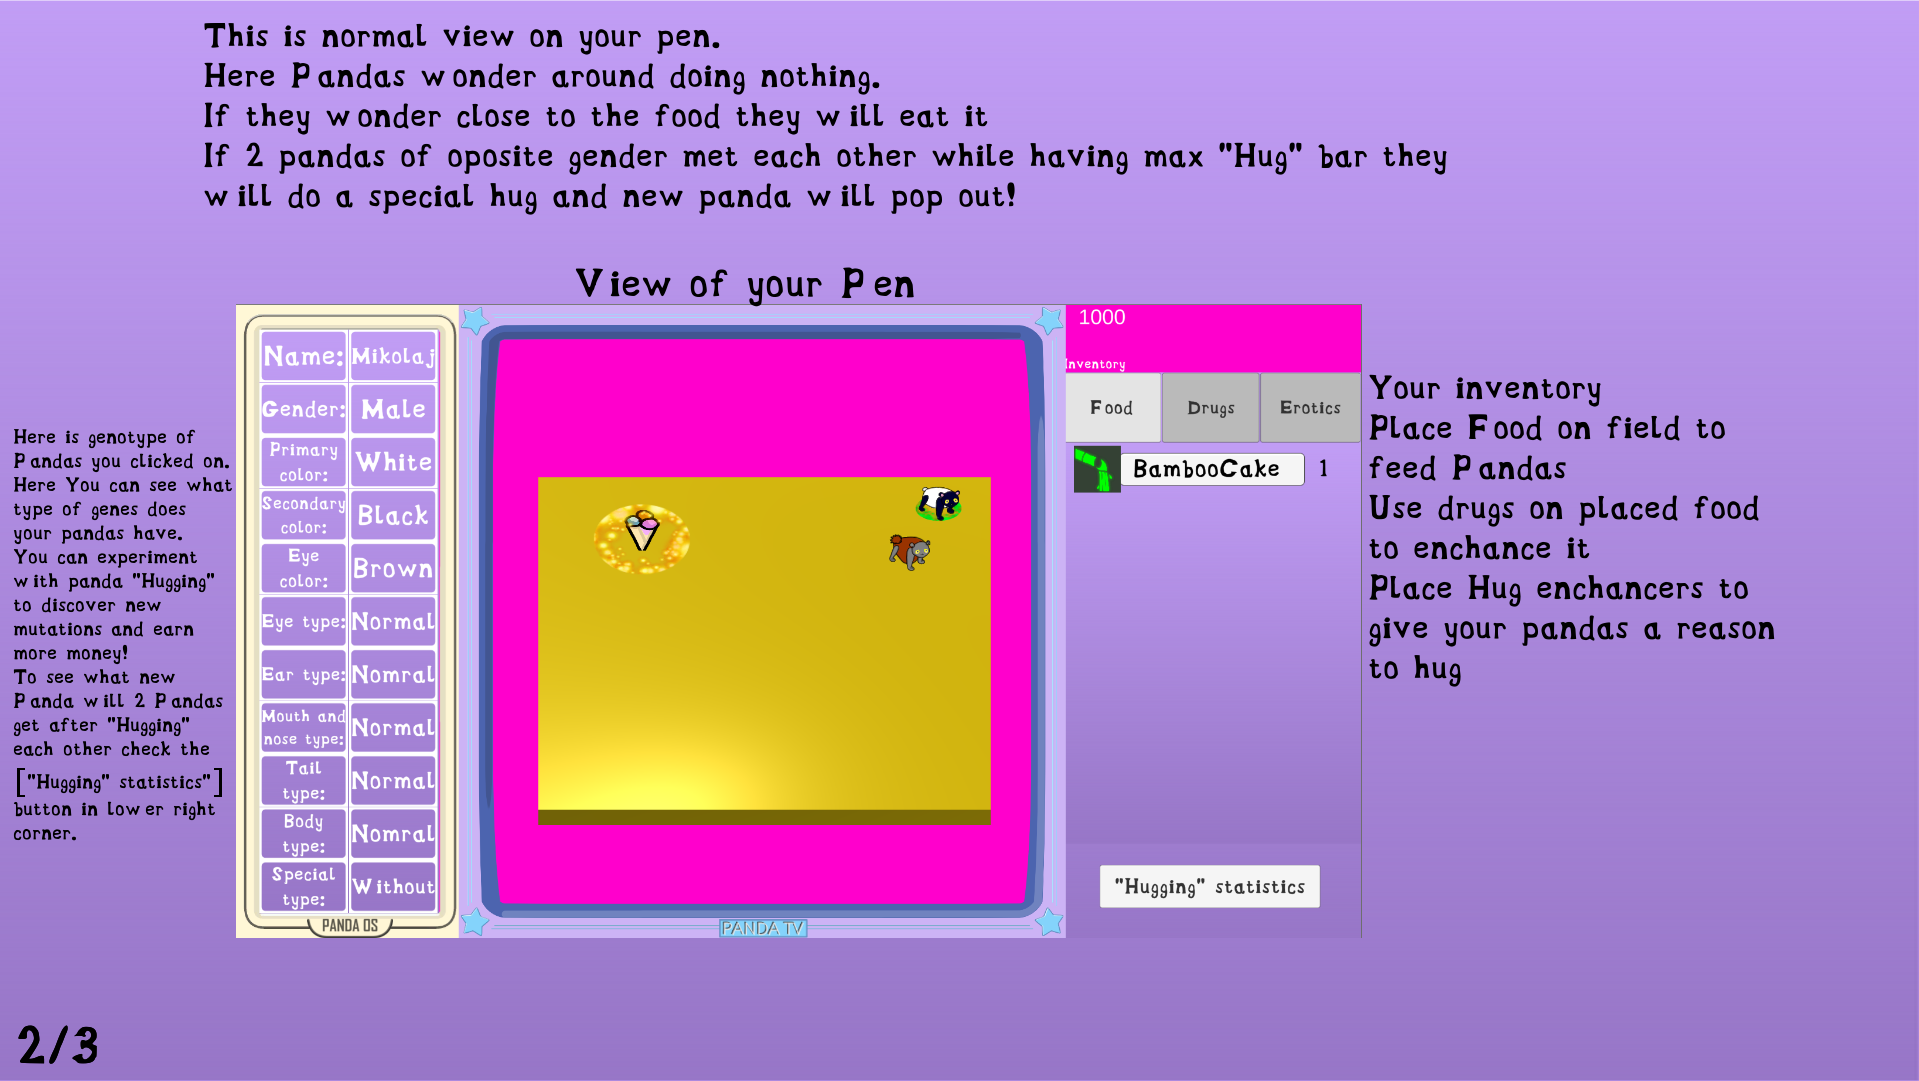 This is normal view on your pen.
Here Pandas wonder around doing nothing.
If they wonder close to the food they will eat it
If 2 pandas of oposite gender met each other while having max "Hug" bar they
will do a special hug and new panda will pop out!
View of your Pen
Here is genotype of
Pandas you clicked on.
Here You can see what
type of genes does
your pandas have.
You can experiment
with panda "Hugging"
to discover new
mutations and earn
more money!
To see what new
Panda will 2 Pandas
get after "Hugging"
each other check the
["Hugging" statistics"]
button in lower right
corner.
Name: Mikolaj
Gender: Male
Primary
color: White
Secondary
color: Black
Eye
color: Brown
Eye type: Normal
Ear type: Nomral
Mouth and
nose type: Normal
Tail
type: Normal
Body
type: Nomral
Special
type: Without
PANDA OS
PANDA TV
1000
Inventory
Food Drugs Erotics
BambooCake 1
"Hugging" statistics
Your inventory
Place Food on field to
feed Pandas
Use drugs on placed food
to enchance it
Place Hug enchancers to
give your pandas a reason
to hug
2/3